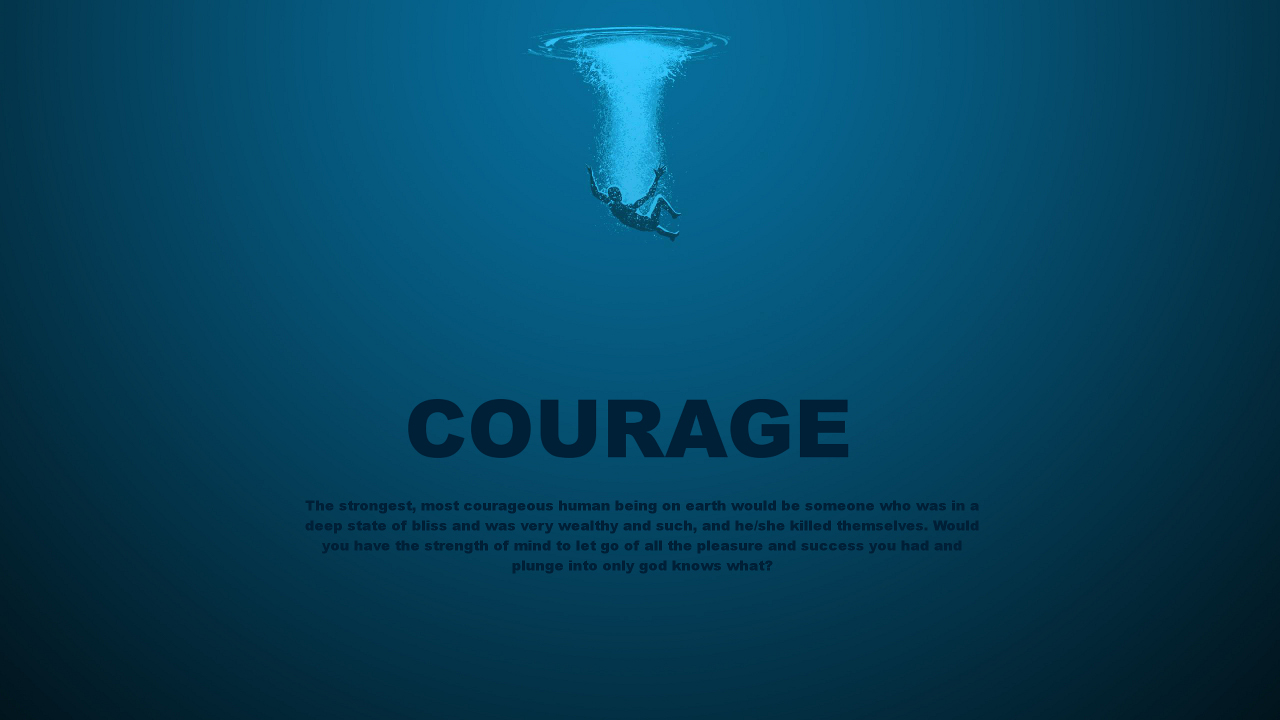 COURAGE
The strongest, most courageous human being on earth would be someone who was in a
deep state of bliss and was very wealthy and such, and he/she killed themselves. Would
you have the strength of mind to let go of all the pleasure and success you had and
plunge into only god knows what?